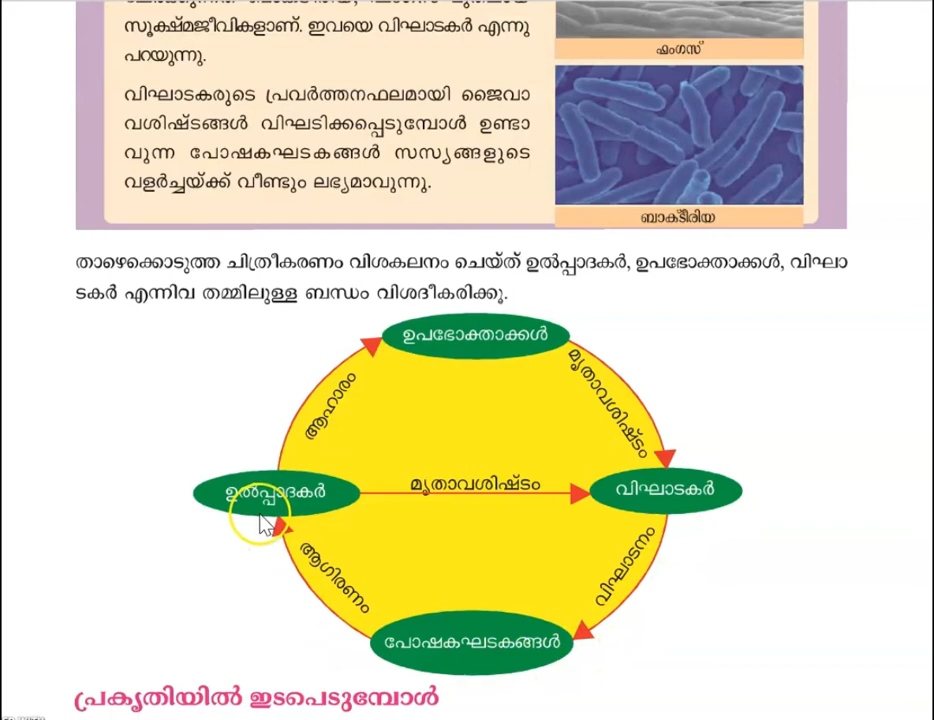 സൂക്ഷ്മജീവികളാണ്. ഇവയെ വിഘാടകർ എന്നു
പറയുന്നു.
ഫംഗസ്
വിഘാടകരുടെ പ്രവർത്തനഫലമായി ജൈവാ
വശിഷ്ടങ്ങൾ വിഘടിക്കപ്പെടുമ്പോൾ ഉണ്ടാ
വുന്ന പോഷകഘടകങ്ങൾ സസ്യങ്ങളുടെ
വളർച്ചയ്ക്ക് വീണ്ടും ലഭ്യമാവുന്നു.
ബാക്ടീരിയ
താഴെക്കൊടുത്ത ചിത്രീകരണം വിശകലനം ചെയ്ത് ഉൽപ്പാദകർ, ഉപഭോക്താക്കൾ, വിഘാ
ടകർ എന്നിവ തമ്മിലുള്ള ബന്ധം വിശദീകരിക്കൂ.
ഉപഭോക്താക്കൾ
ആഹാരം
മൃതാവശിഷ്ടം
ഉൽപ്പാദകർ
മൃതാവശിഷ്ടം
വിഘാടകർ
ആഗിരണം
വിഘാടനം
പോഷകഘടകങ്ങൾ
പ്രകൃതിയിൽ ഇടപെടുമ്പോൾ